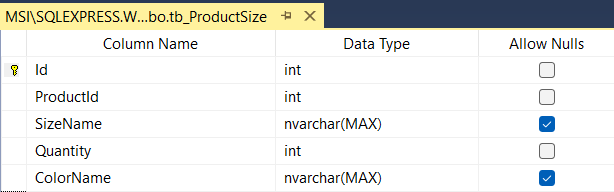 MSI\SQLEXPRESS.W...bo.tb_ProductSize
Column Name Data Type Allow Nulls
Id int
ProductId int
SizeName nvarchar(MAX)
Quantity int
ColorName nvarchar(MAX)